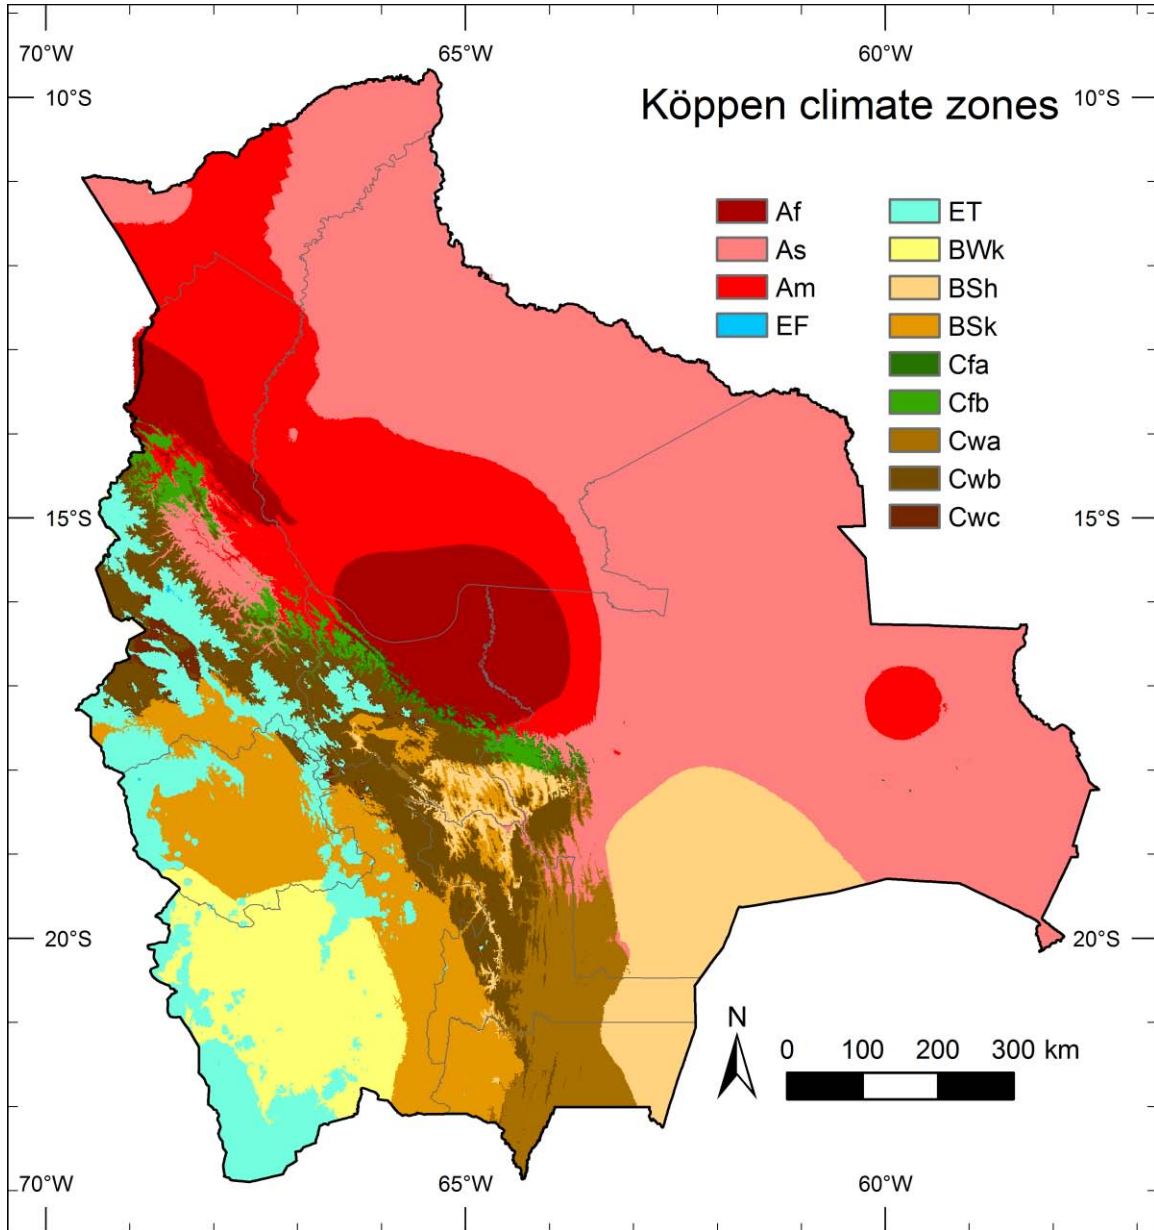 70°W 65°W 60°W
10°S Köppen climate zones 10°S
Af ET
As BWk
Am BSh
EF BSk
Cfa
Cfb
Cwa
Cwb
Cwc
15°S 15°S
20°S 20°S
N
0 100 200 300 km
70°W 65°W 60°W